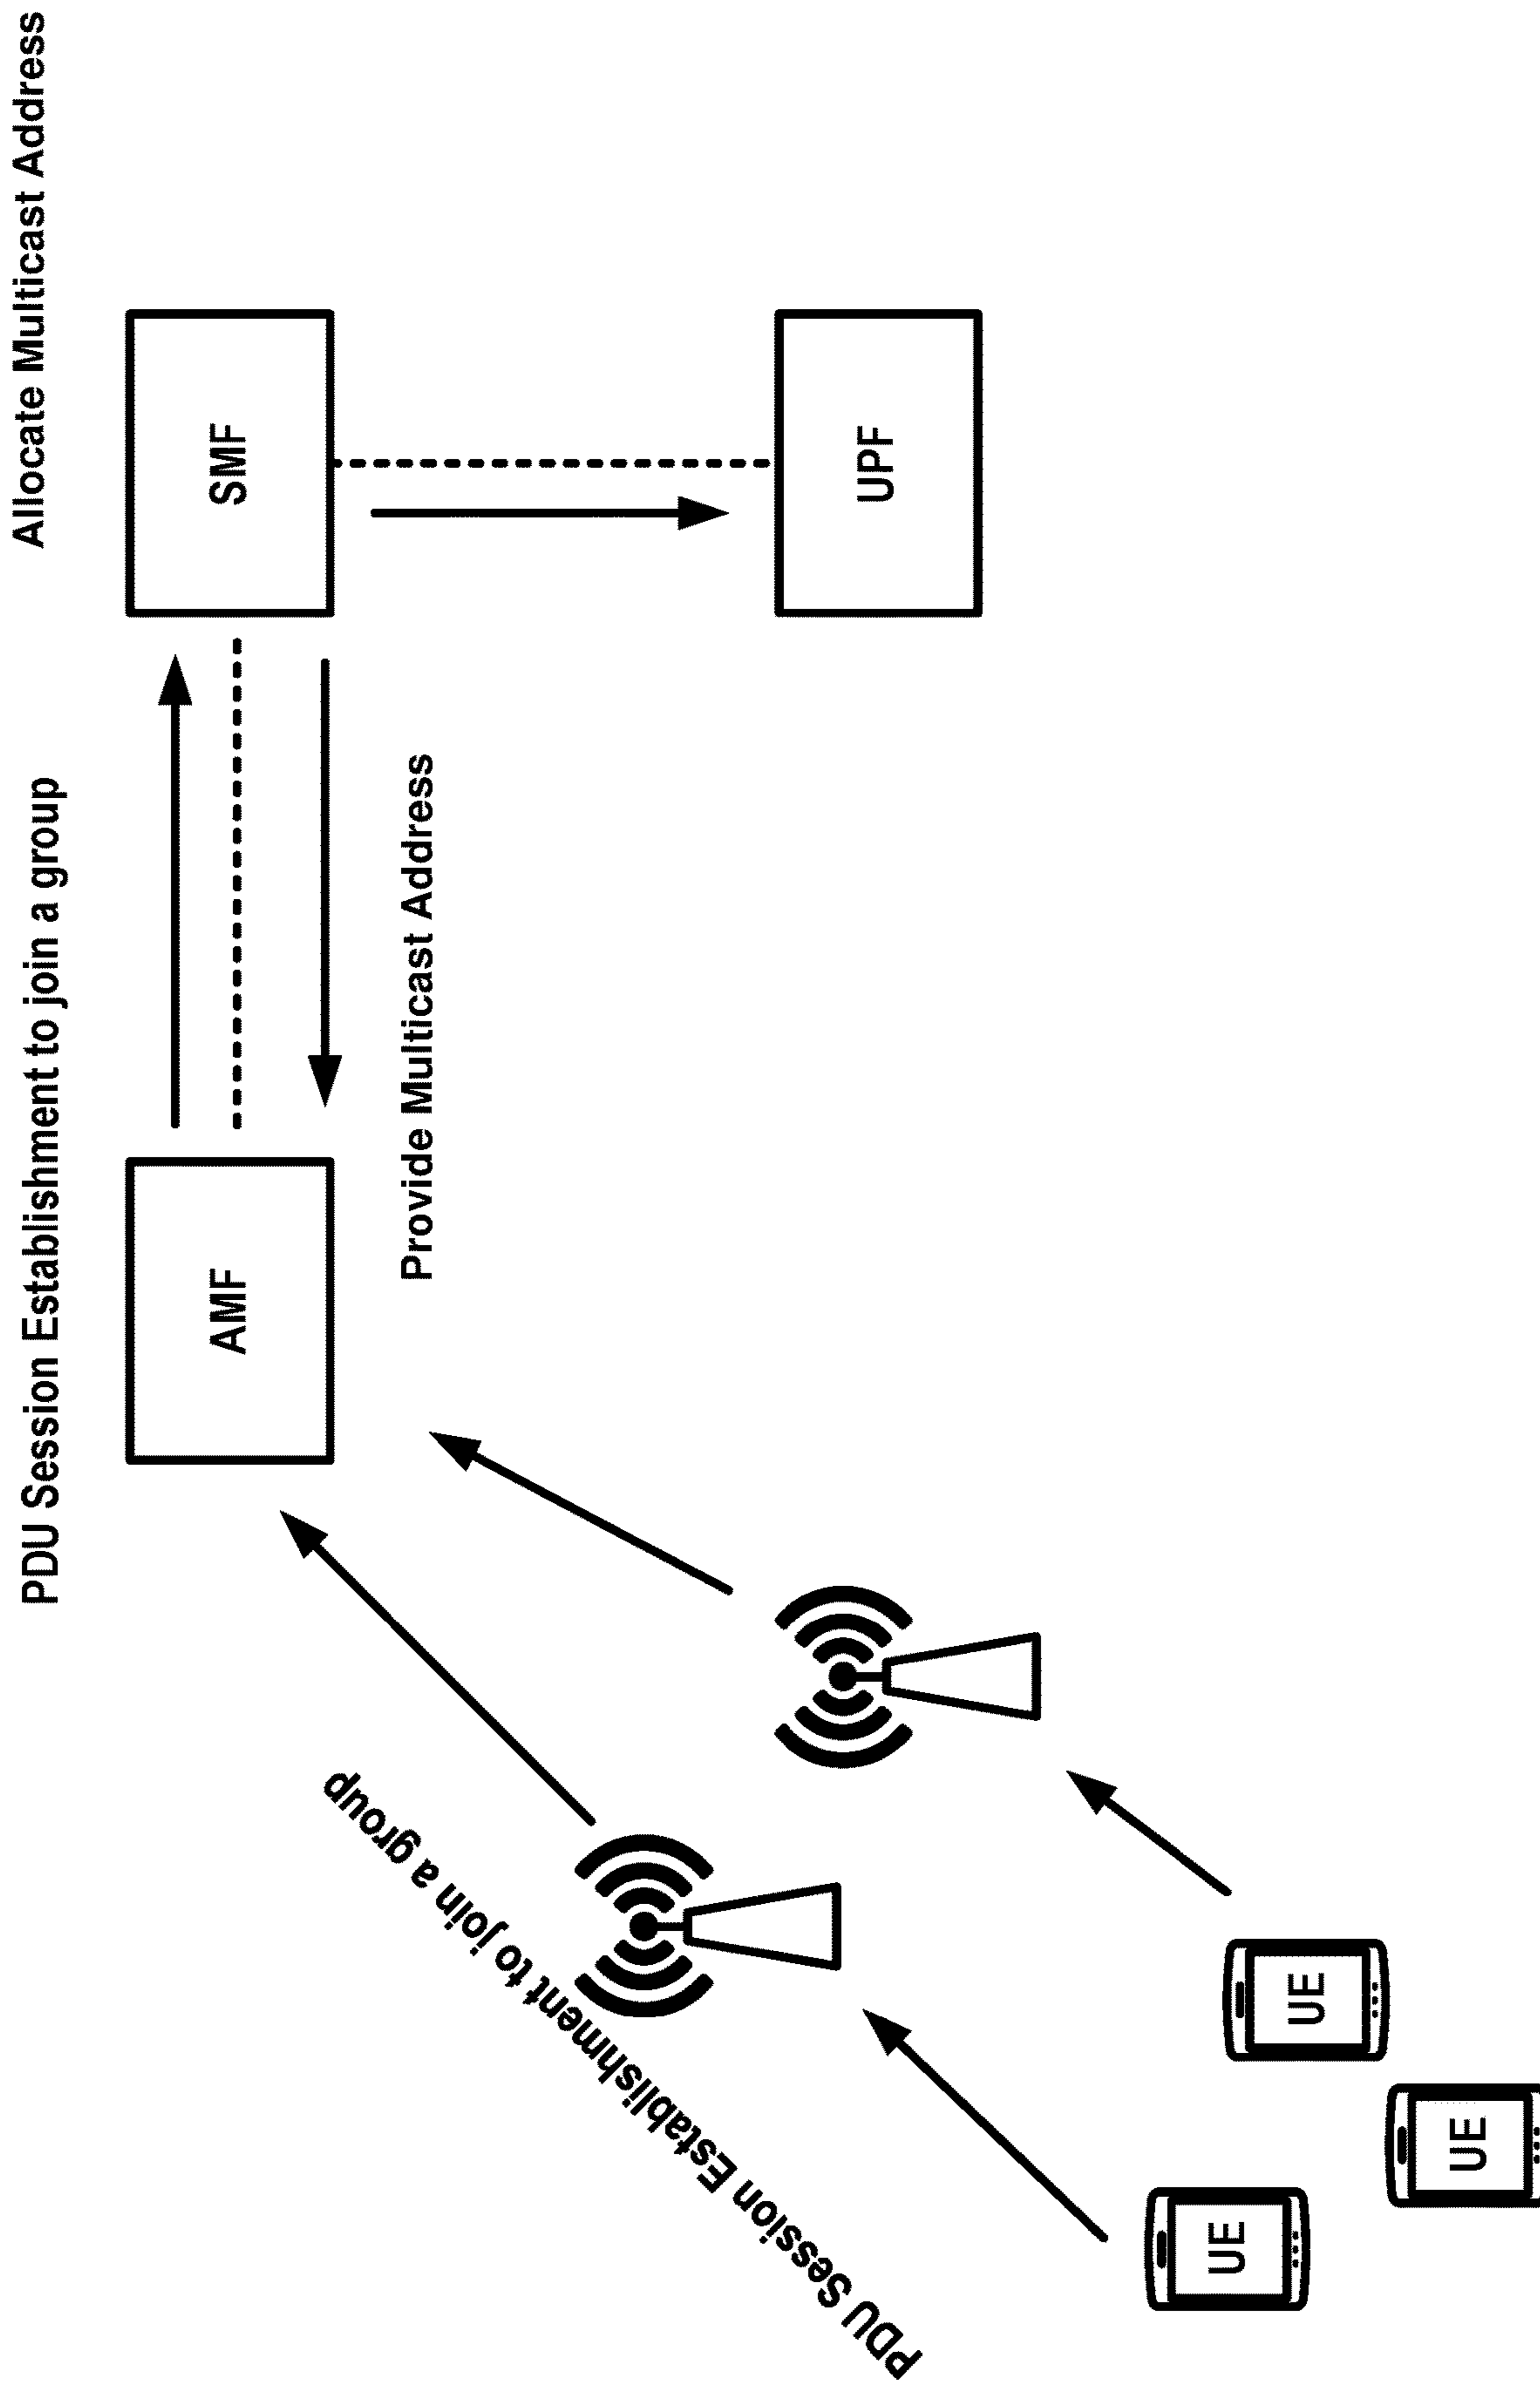 PDU Session Establishment to join a group
Allocate Multicast Address
AMF
SMF
Provide Multicast Address
PDU Session Establishment to join a group
UPF
UE
UE
UE